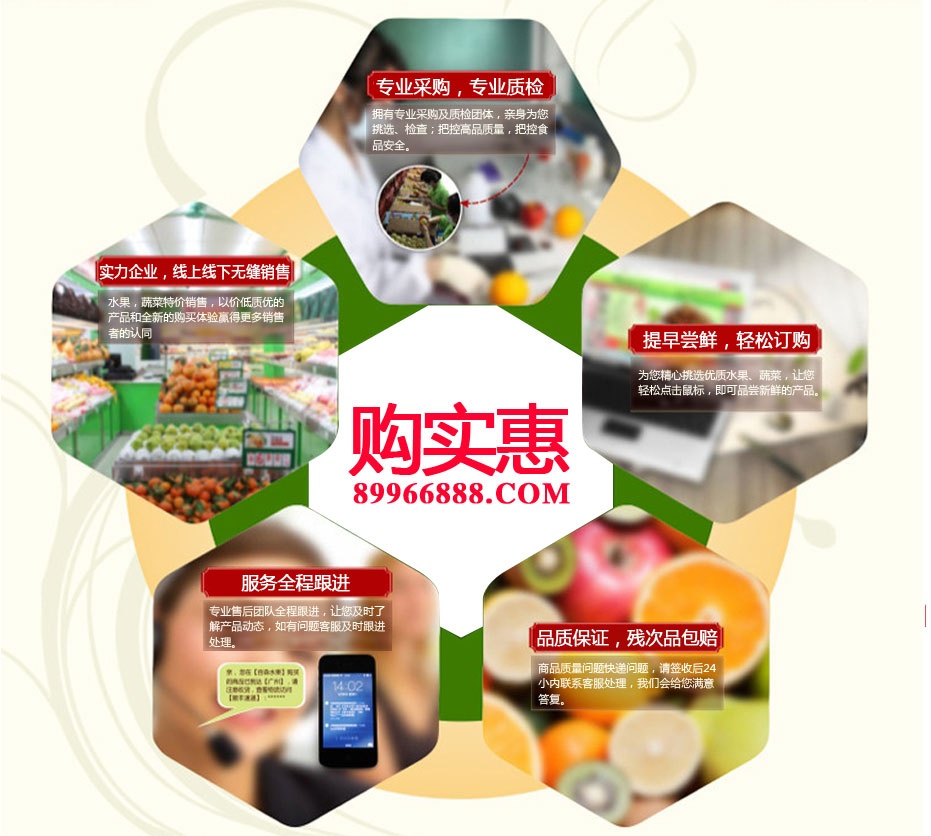 专业采购，专业质检
拥有专业采购及质检团体，亲身为您
挑选、检查；把控高品质量，把控食
品安全。
实力企业，线上线下无缝销售
水果，蔬菜特价销售，以价低质优的
产品和全新的购买体验赢得更多销售
者的认同
提早尝鲜，轻松订购
为您精心挑选优质水果、蔬菜，让您
轻松点击鼠标，即可品尝新鲜的产品。
购实惠
89966888.COM
服务全程跟进
专业售后团队全程跟进，让您及时了
解产品动态，如有问题客服及时跟进
处理。
14:02
品质保证，残次品包赔
商品质量问题快递问题，请签收后24
小内联系客服处理，我们会给您满意
答复。